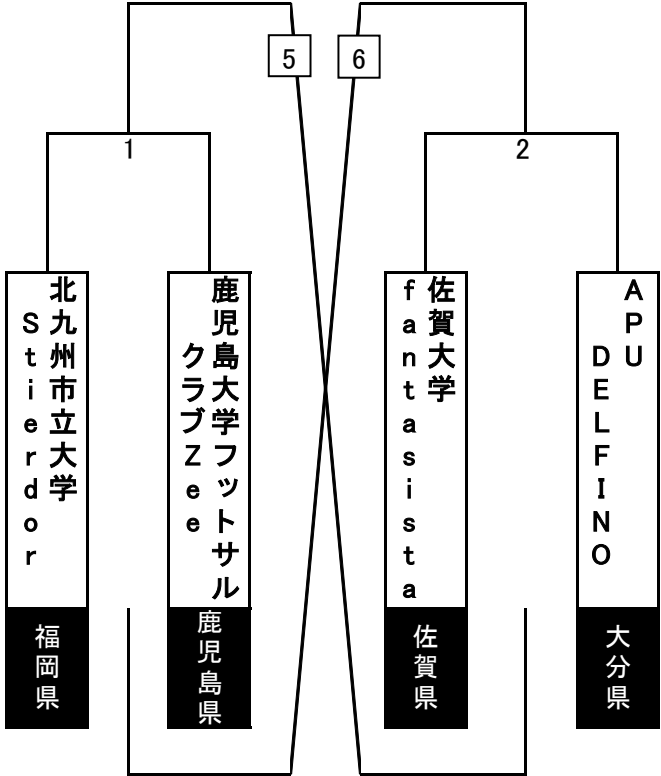 5
6
1
2
北九州市立大学
Stierdor
福岡県
鹿児島大学フットサル
クラブZee
鹿児島県
佐賀大学
fantasista
佐賀県
APU
DELFINO
大分県